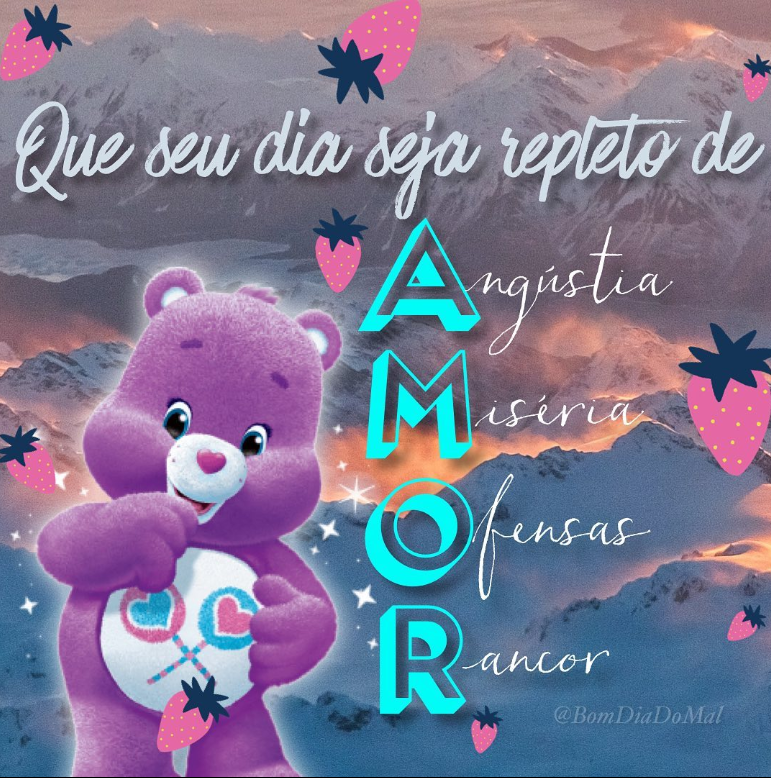 Que seu dia seja repleto de
Angústia
Miséria
Ofensas
Rancor
@BomDiaDoMal